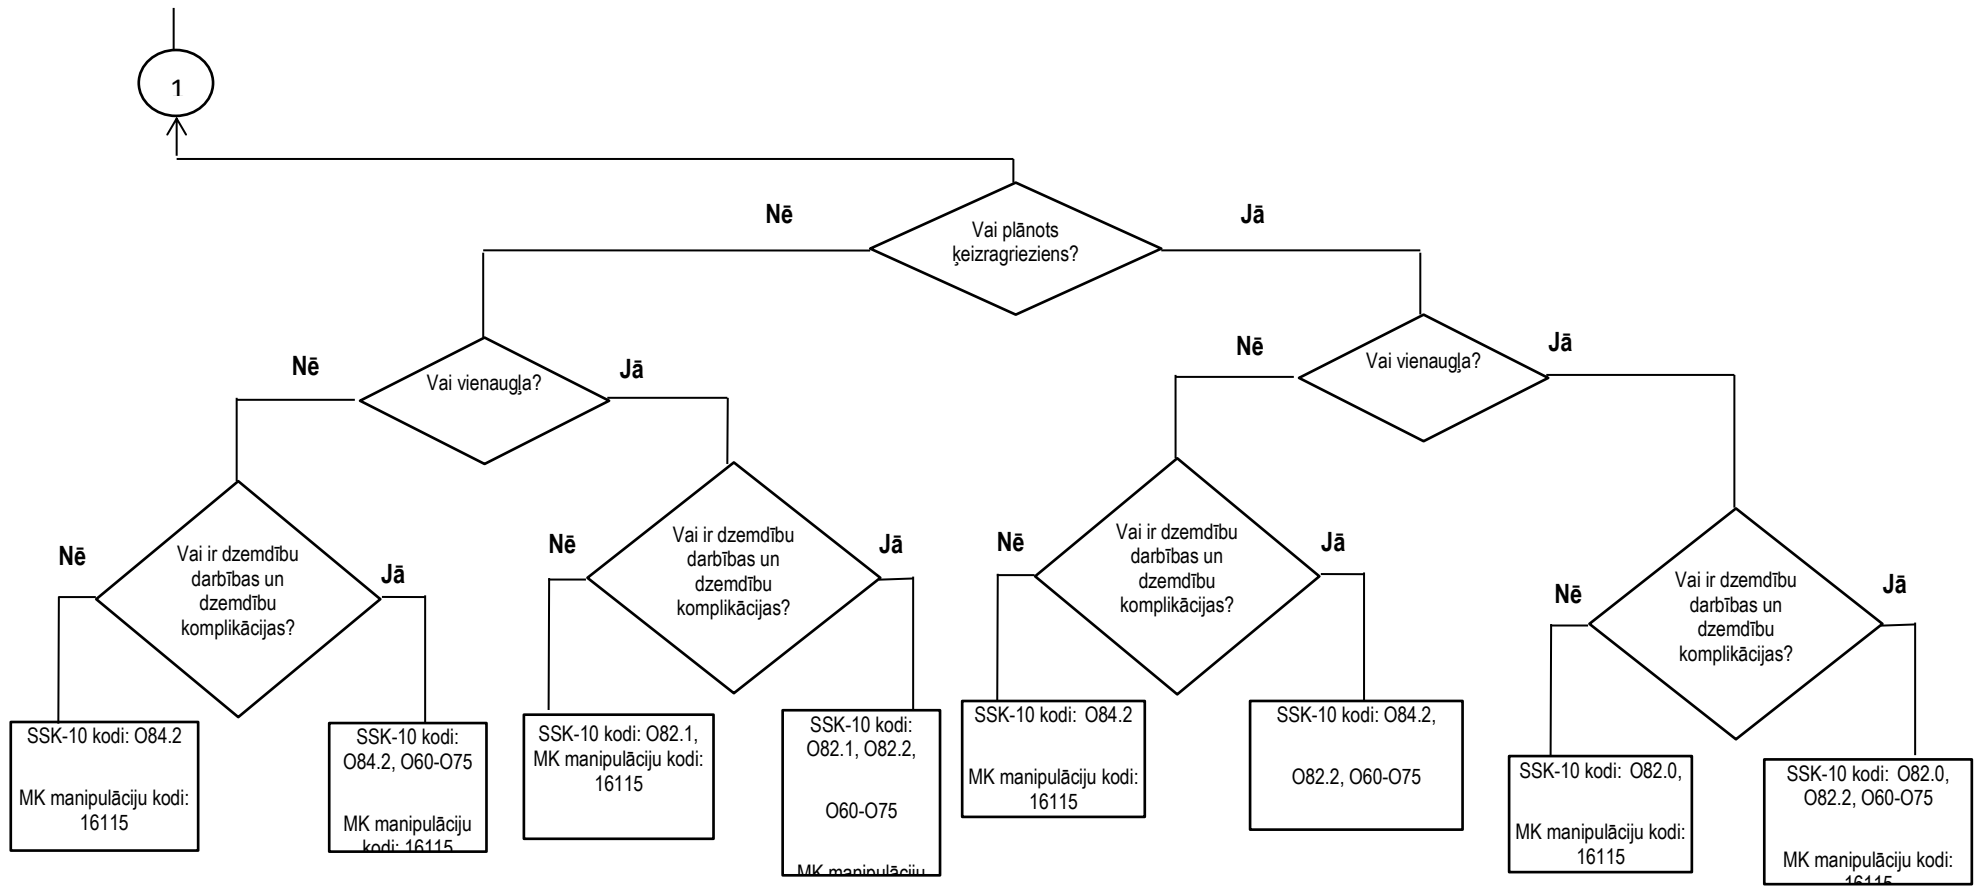 1
Nē
Jā
Vai plānots
ķeizragrieziens?
Nē
Jā
Vai vienaugļa?
Nē
Jā
Vai vienaugļa?
Nē
Jā
Vai ir dzemdību
darbības un
dzemdību
komplikācijas?
Nē
Jā
Vai ir dzemdību
darbības un
dzemdību
komplikācijas?
Nē
Jā
Vai ir dzemdību
darbības un
dzemdību
komplikācijas?
Nē
Jā
Vai ir dzemdību
darbības un
dzemdību
komplikācijas?
SSK-10 kodi: O84.2
MK manipulāciju kodi:
16115
SSK-10 kodi:
O84.2, O60-O75
MK manipulāciju
kodi: 16115
SSK-10 kodi: O82.1,
MK manipulāciju kodi:
16115
SSK-10 kodi:
O82.1, O82.2,
O60-O75
MK manipulāciju
SSK-10 kodi: O84.2
MK manipulāciju kodi:
16115
SSK-10 kodi: O84.2,
O82.2, O60-O75
SSK-10 kodi: O82.0,
MK manipulāciju kodi:
16115
SSK-10 kodi: O82.0,
O82.2, O60-O75
MK manipulāciju kodi:
16115